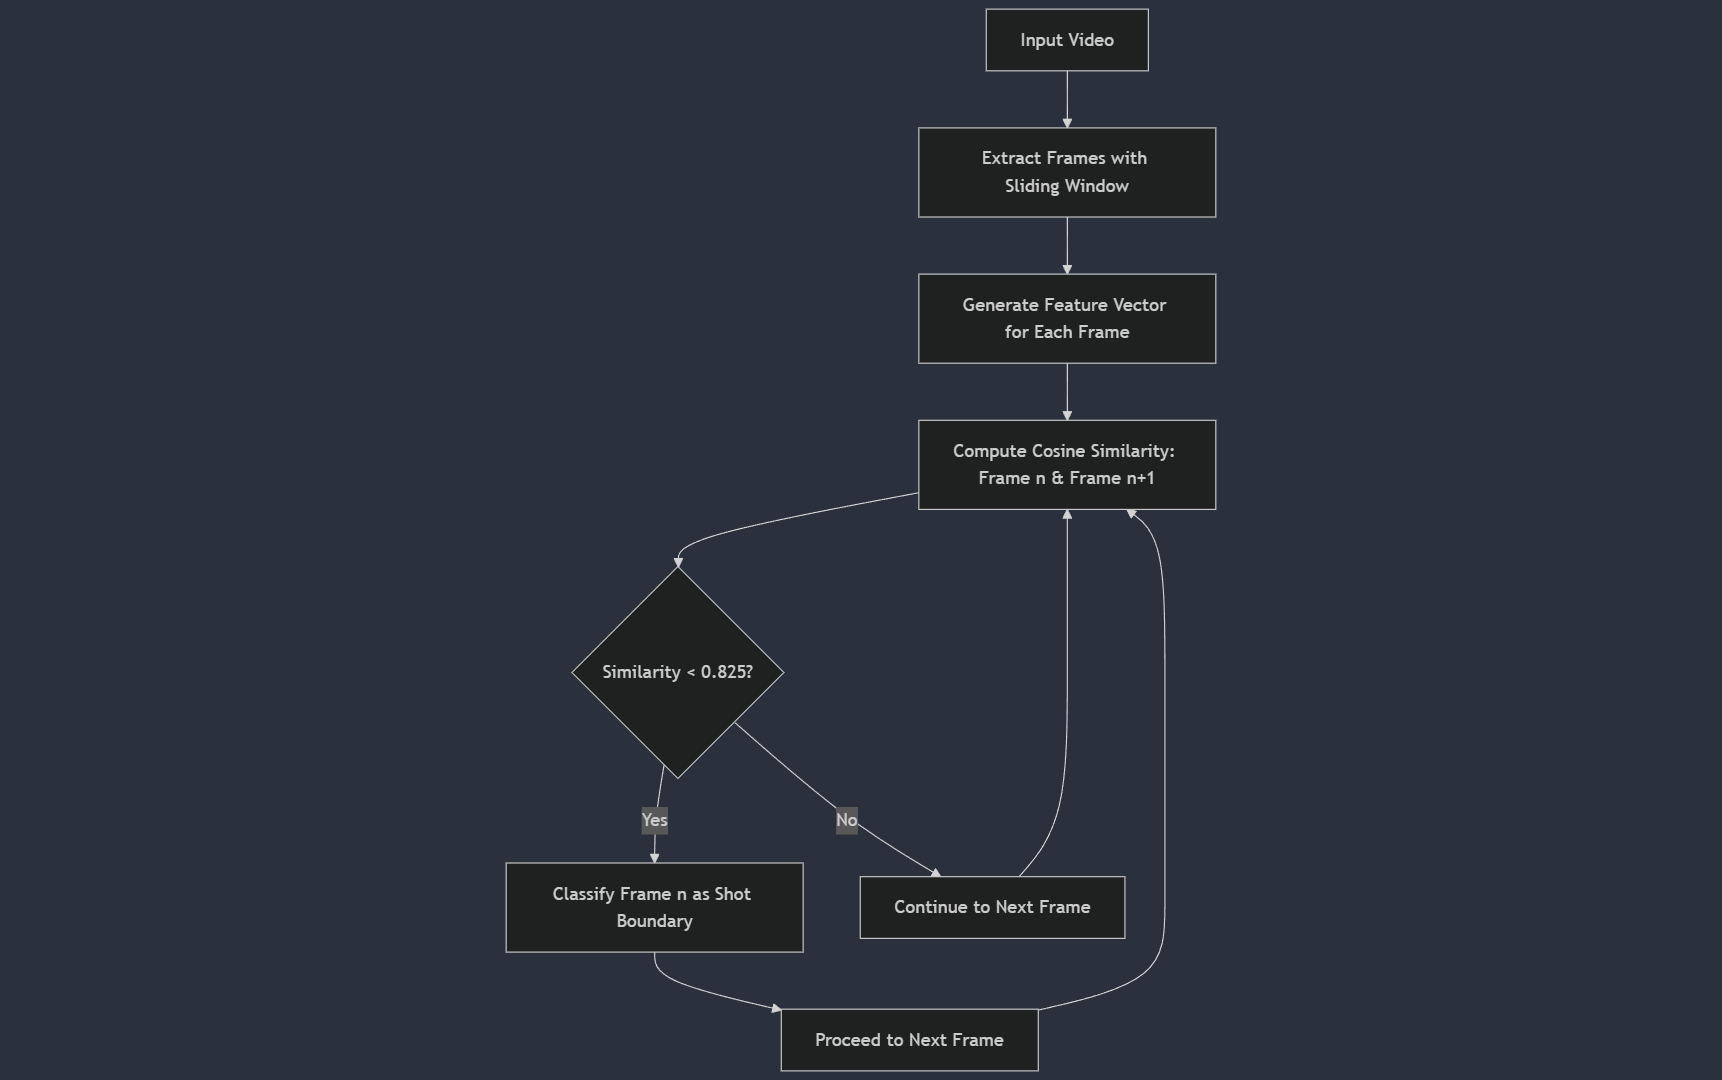 Input Video
Extract Frames with
Sliding Window
Generate Feature Vector
for Each Frame
Compute Cosine Similarity:
Frame n & Frame n+1
Similarity < 0.825?
Yes
No
Classify Frame n as Shot
Boundary
Continue to Next Frame
Proceed to Next Frame